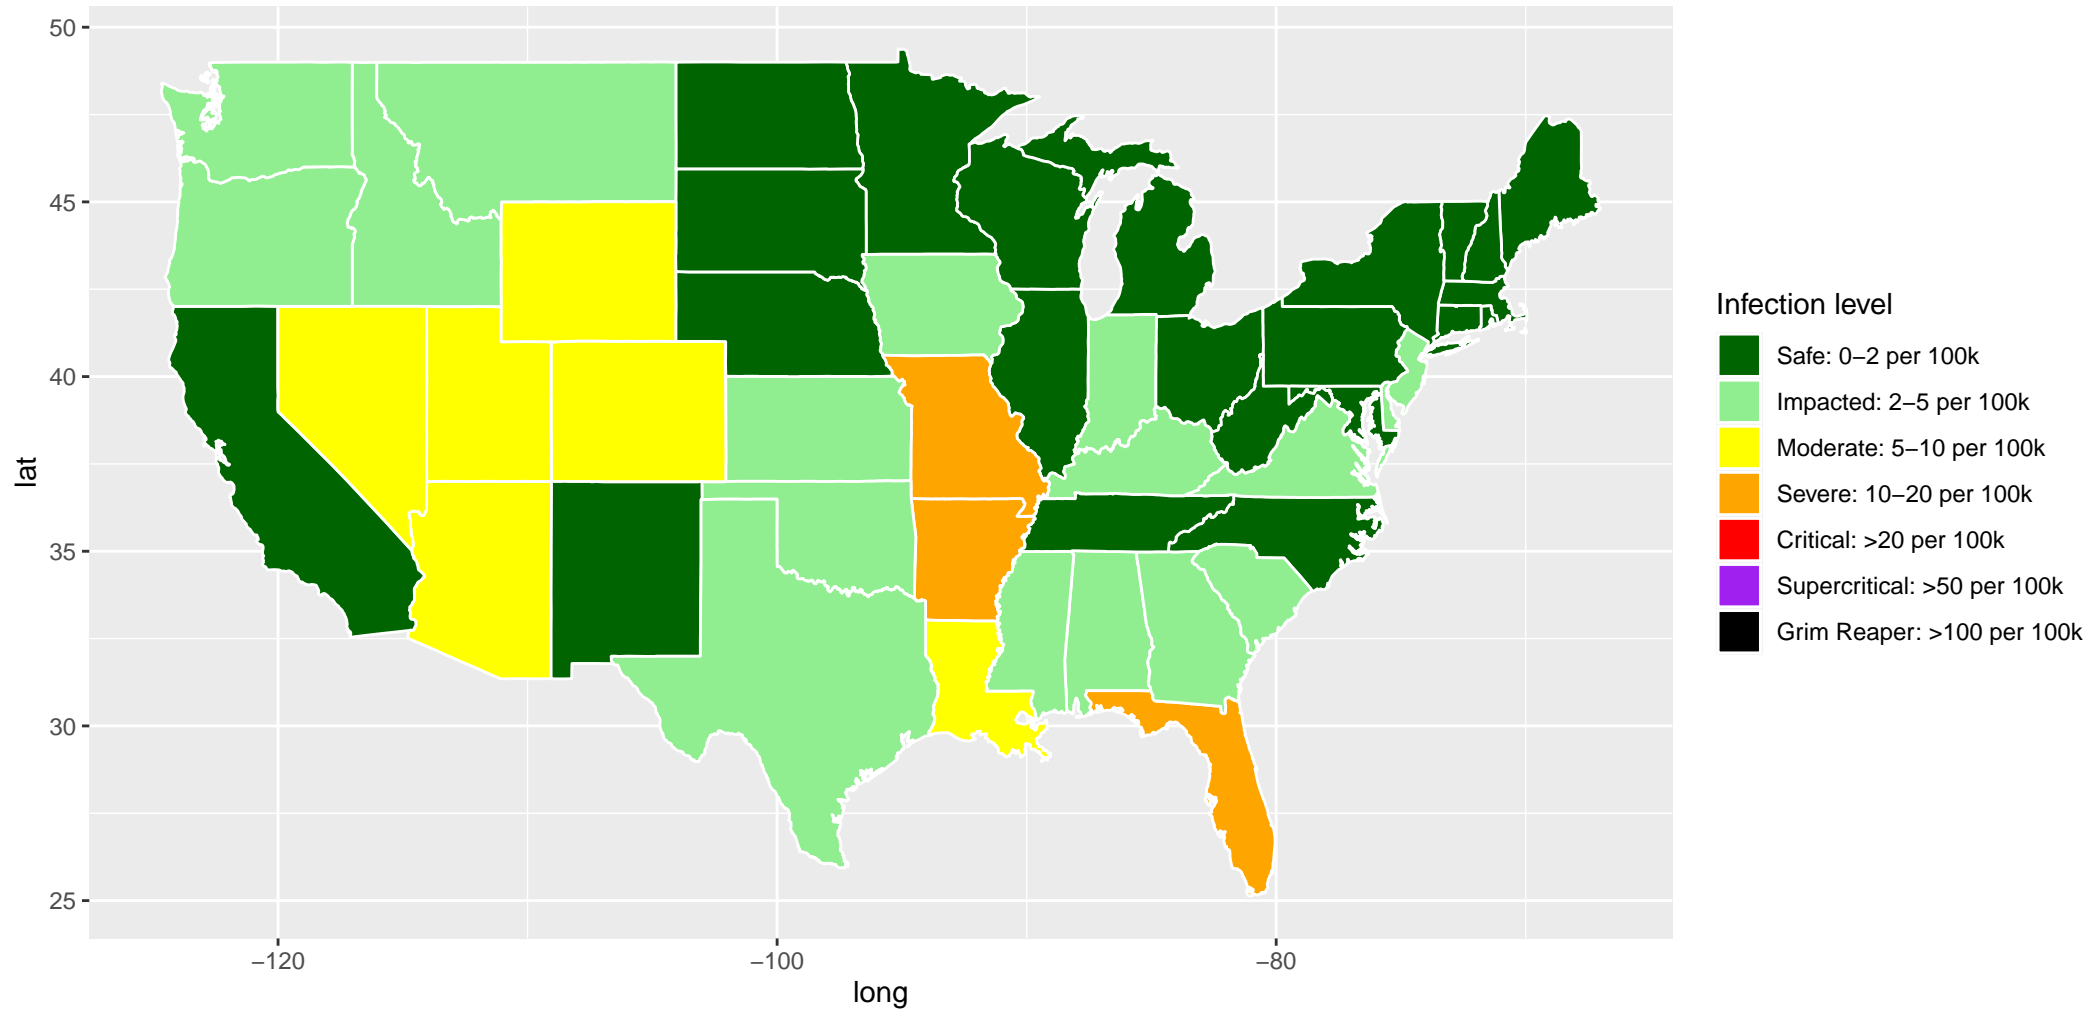 50
45
40
35
30
25
lat
−120
−100
−80
long
Infection level
Safe: 0−2 per 100k
Impacted: 2−5 per 100k
Moderate: 5−10 per 100k
Severe: 10−20 per 100k
Critical: >20 per 100k
Supercritical: >50 per 100k
Grim Reaper: >100 per 100k